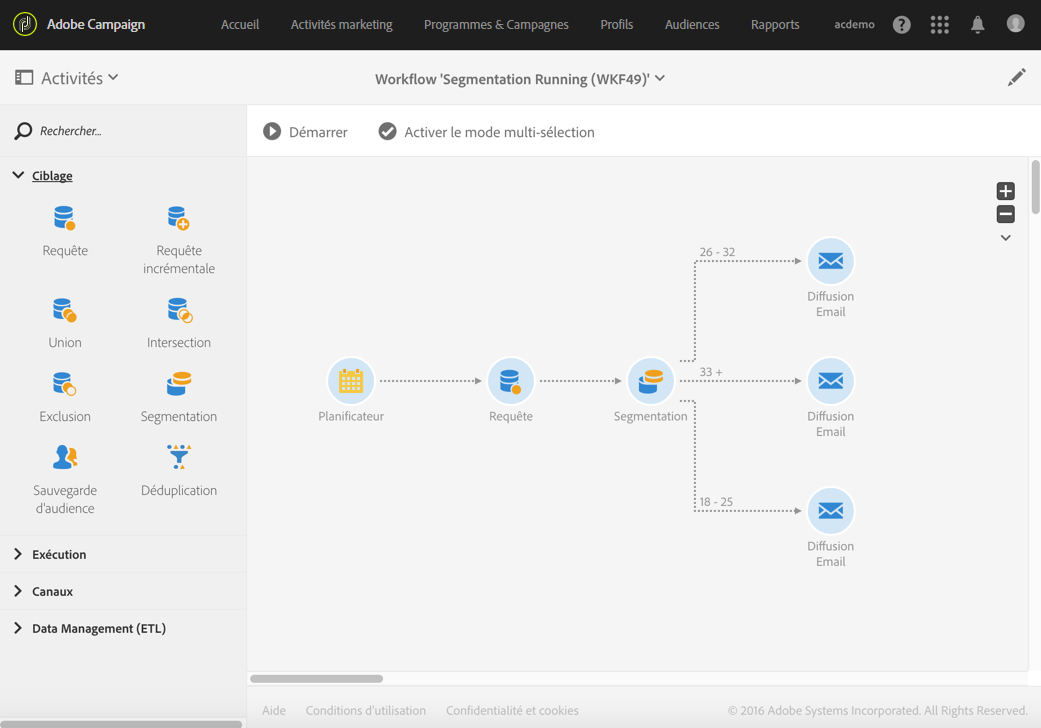 Adobe Campaign
Accueil
Activités marketing
Programmes & Campagnes
Profils
Audiences
Rapports
acdemo
?
Activités
Workflow 'Segmentation Running (WKF49)'
Rechercher...
Démarrer
Activer le mode multi-sélection
Ciblage
Requête
Requête
incrémentale
Union
Intersection
Exclusion
Segmentation
Sauvegarde
d'audience
Déduplication
Exécution
Canaux
Data Management (ETL)
Planificateur
Requête
Segmentation
26 - 32
Diffusion
Email
33 +
Diffusion
Email
18 - 25
Diffusion
Email
Aide
Conditions d'utilisation
Confidentialité et cookies
© 2016 Adobe Systems Incorporated. All Rights Reserved.